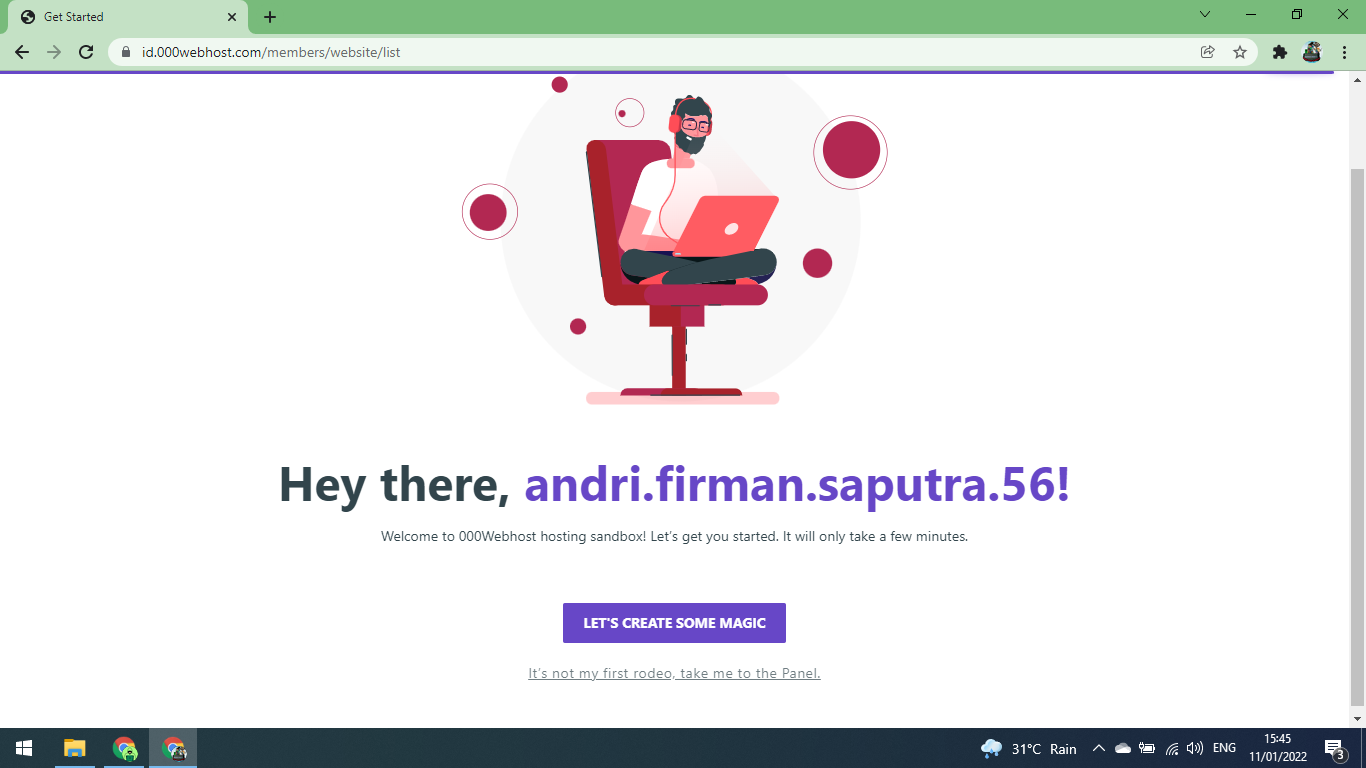 Get Started
id.000webhost.com/members/website/list
Hey there, andri.firman.saputra.56!
Welcome to 000Webhost hosting sandbox! Let's get you started. It will only take a few minutes.
LET'S CREATE SOME MAGIC
It's not my first rodeo, take me to the Panel.
31°C Rain
ENG
15:45
11/01/2022
3